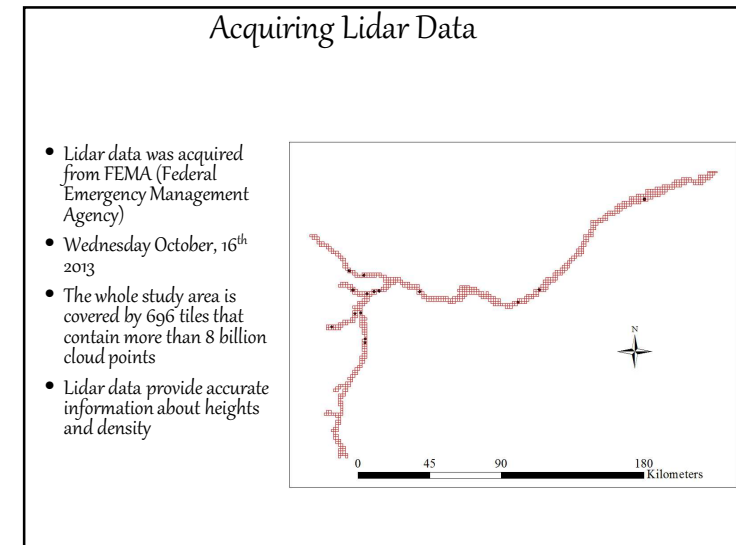 Acquiring Lidar Data
• Lidar data was acquired
from FEMA (Federal
Emergency Management
Agency)
• Wednesday October, 16th
2013
• The whole study area is
covered by 696 tiles that
contain more than 8 billion
cloud points
• Lidar data provide accurate
information about heights
and density
N
0 45 90 180
Kilometers